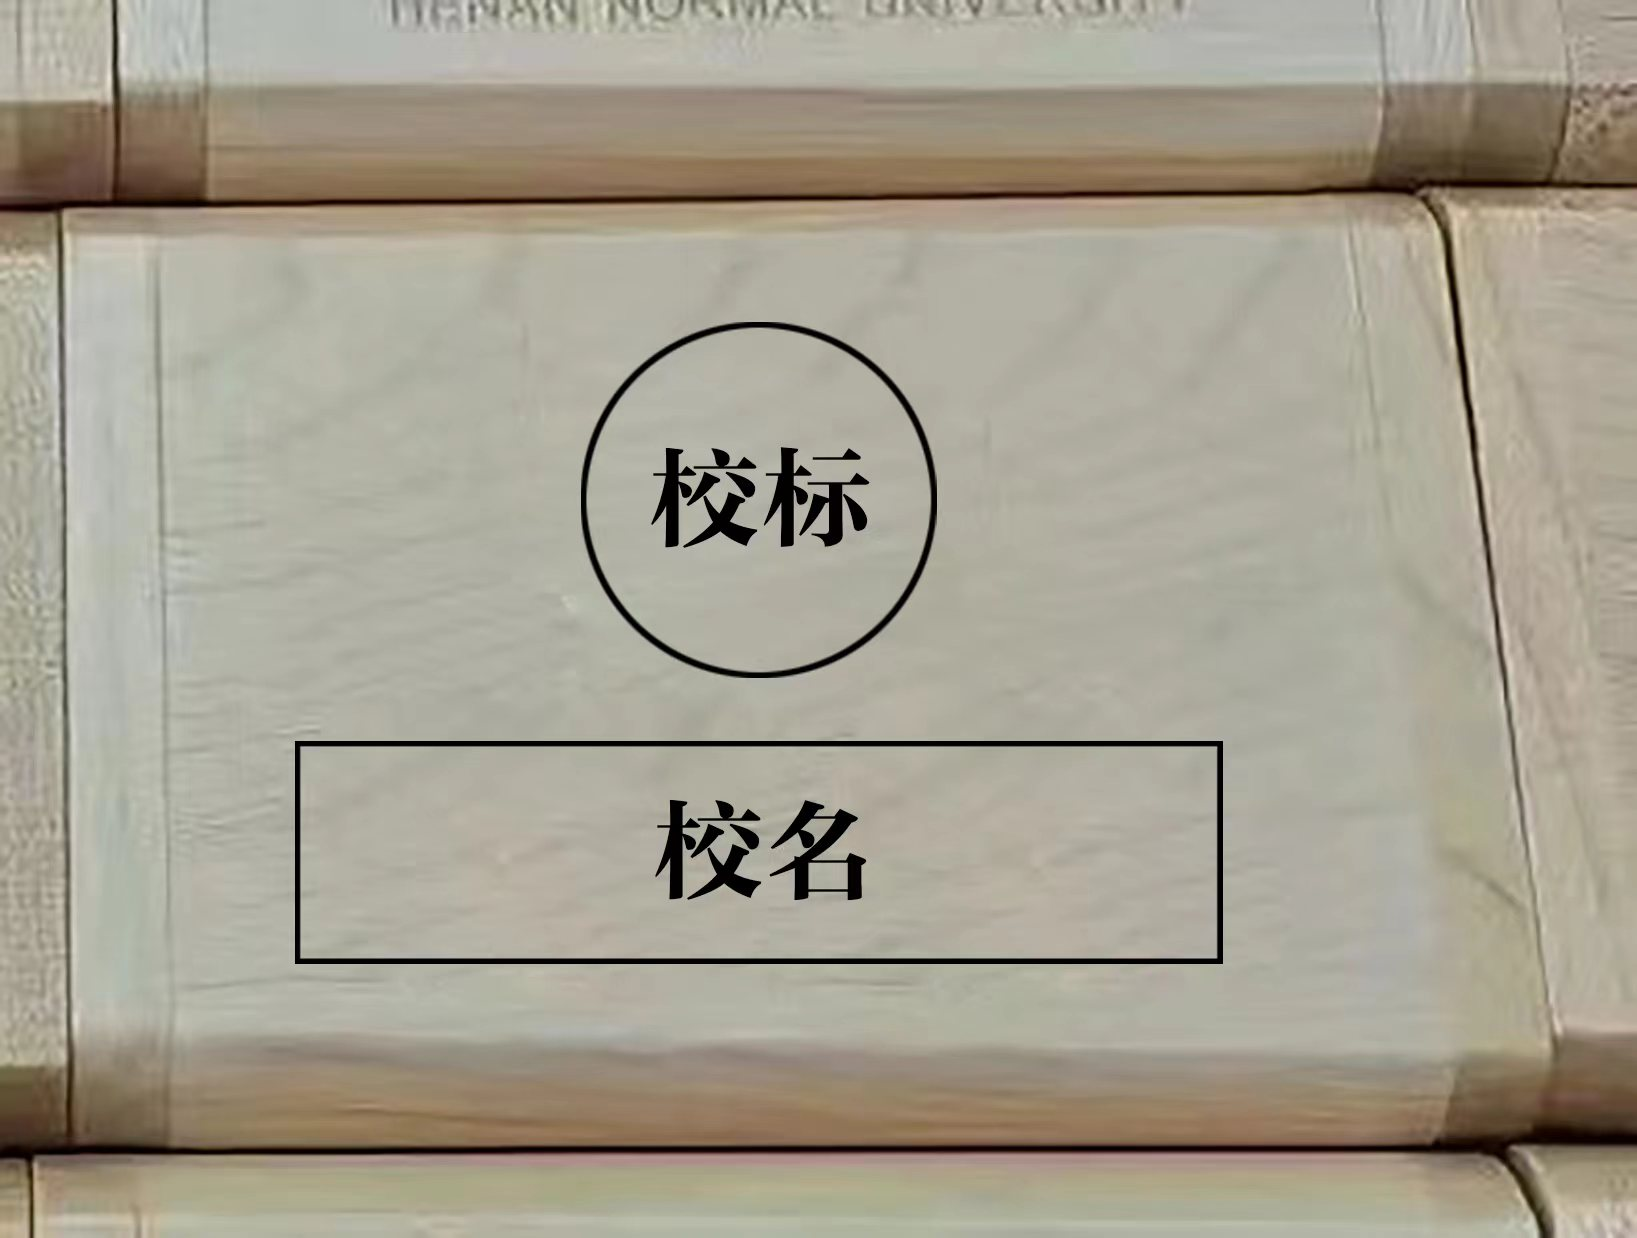 HENAN NORMAL UNIVERSITY
校标
校名